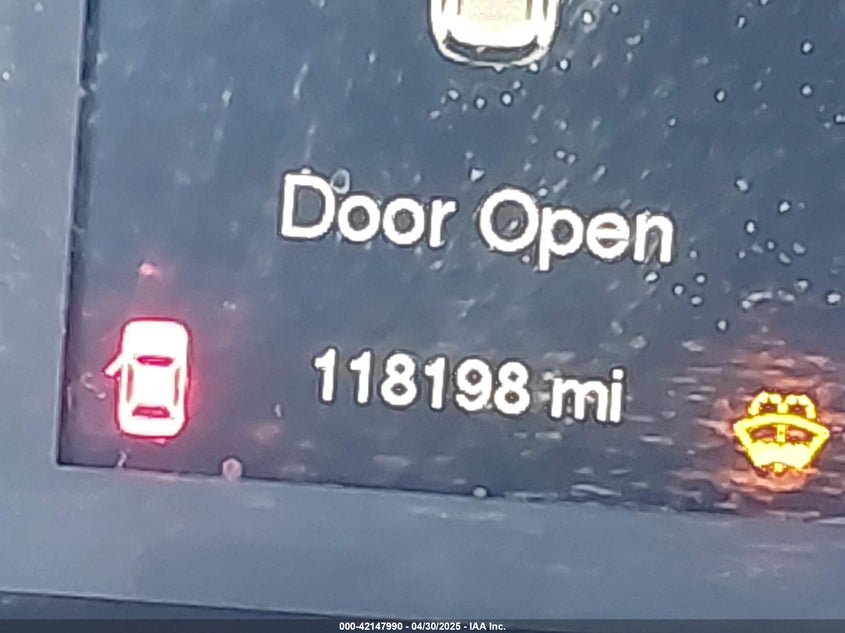 Door Open
118198 mi
000-42147990 - 04/30/2025 - IAA Inc.